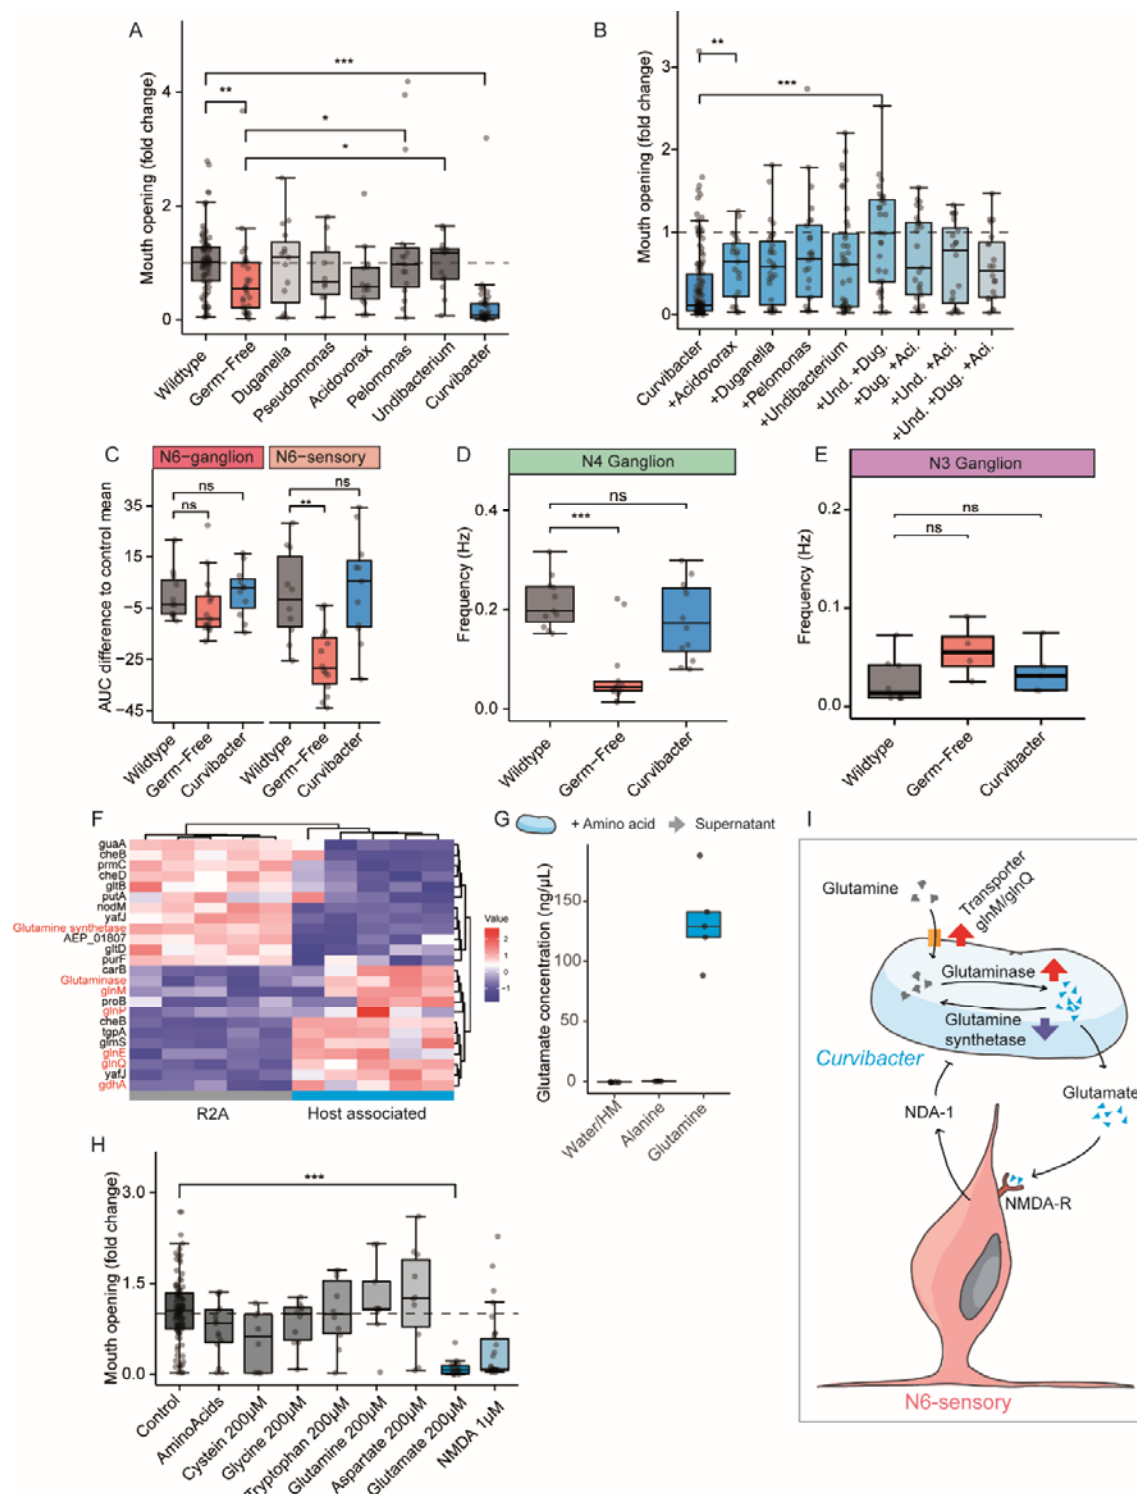 A
Mouth opening (fold change)
4
2
0
***
**
*
*
Wildtype
Germ-Free
Duganella
Pseudomonas
Acidovorax
Pelomonas
Undibacterium
Curvibacter
B
Mouth opening (fold change)
3
2
1
0
**
***
Curvibacter
+Acidovorax
+Duganella
+Pelomonas
+Undibacterium
+Und. +Dug.
+Dug. +Aci.
+Und. +Aci.
+Und. +Dug. +Aci.
C
N6-ganglion
N6-sensory
AUC difference to control mean
35
15
-5
-25
-45
ns
ns
ns
**
Wildtype
Germ-Free
Curvibacter
Wildtype
Germ-Free
Curvibacter
D
N4 Ganglion
Frequency (Hz)
0.4
0.2
0.0
ns
***
Wildtype
Germ-Free
Curvibacter
E
N3 Ganglion
Frequency (Hz)
0.2
0.1
0.0
ns
ns
Wildtype
Germ-Free
Curvibacter
F
guaA
cheB
prmC
cheD
gltB
putA
nodM
yafJ
Glutamine synthetase
AEP_01807
gltD
purF
carB
Glutaminase
glnM
proB
glnP
cheB
tgpA
glmS
glnE
glnQ
yafJ
gdhA
R2A
Host associated
Value
2
1
0
-1
G
+ Amino acid
Supernatant
Glutamate concentration (ng/μL)
150
100
50
0
Water/HM
Alanine
Glutamine
H
Mouth opening (fold change)
3.0
1.5
0.0
***
Control
AminoAcids
Cystein 200μM
Glycine 200μM
Tryptophan 200μM
Glutamine 200μM
Aspartate 200μM
Glutamate 200μM
NMDA 1μM
I
Glutamine
Transporter
glnM/glnQ
Glutaminase
Glutamine
synthetase
Curvibacter
NDA-1
Glutamate
NMDA-R
N6-sensory